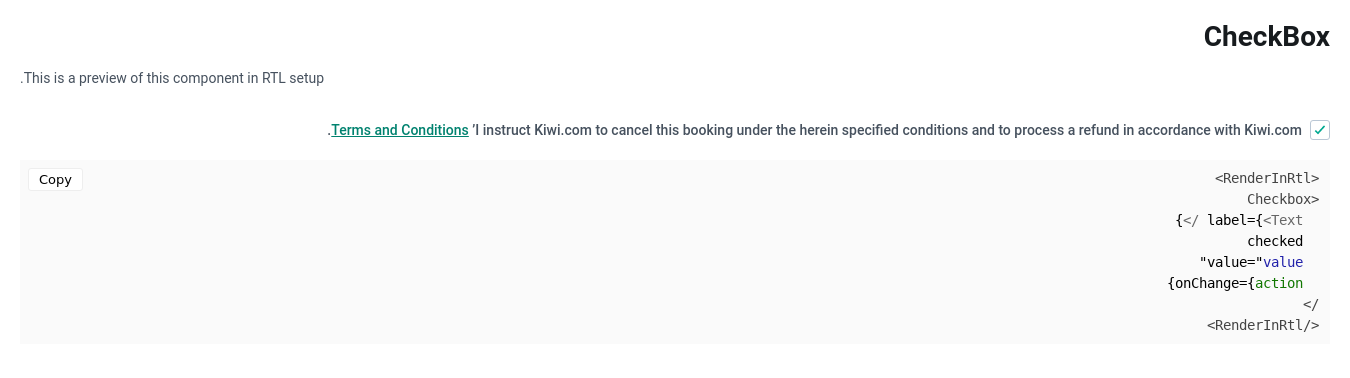 CheckBox
.This is a preview of this component in RTL setup
.Terms and Conditions ’I instruct Kiwi.com to cancel this booking under the herein specified conditions and to process a refund in accordance with Kiwi.com
Copy
<RenderInRtl>
Checkbox>
{</ label={<Text
checked
"value="value
{onChange={action
</
<RenderInRtl/>